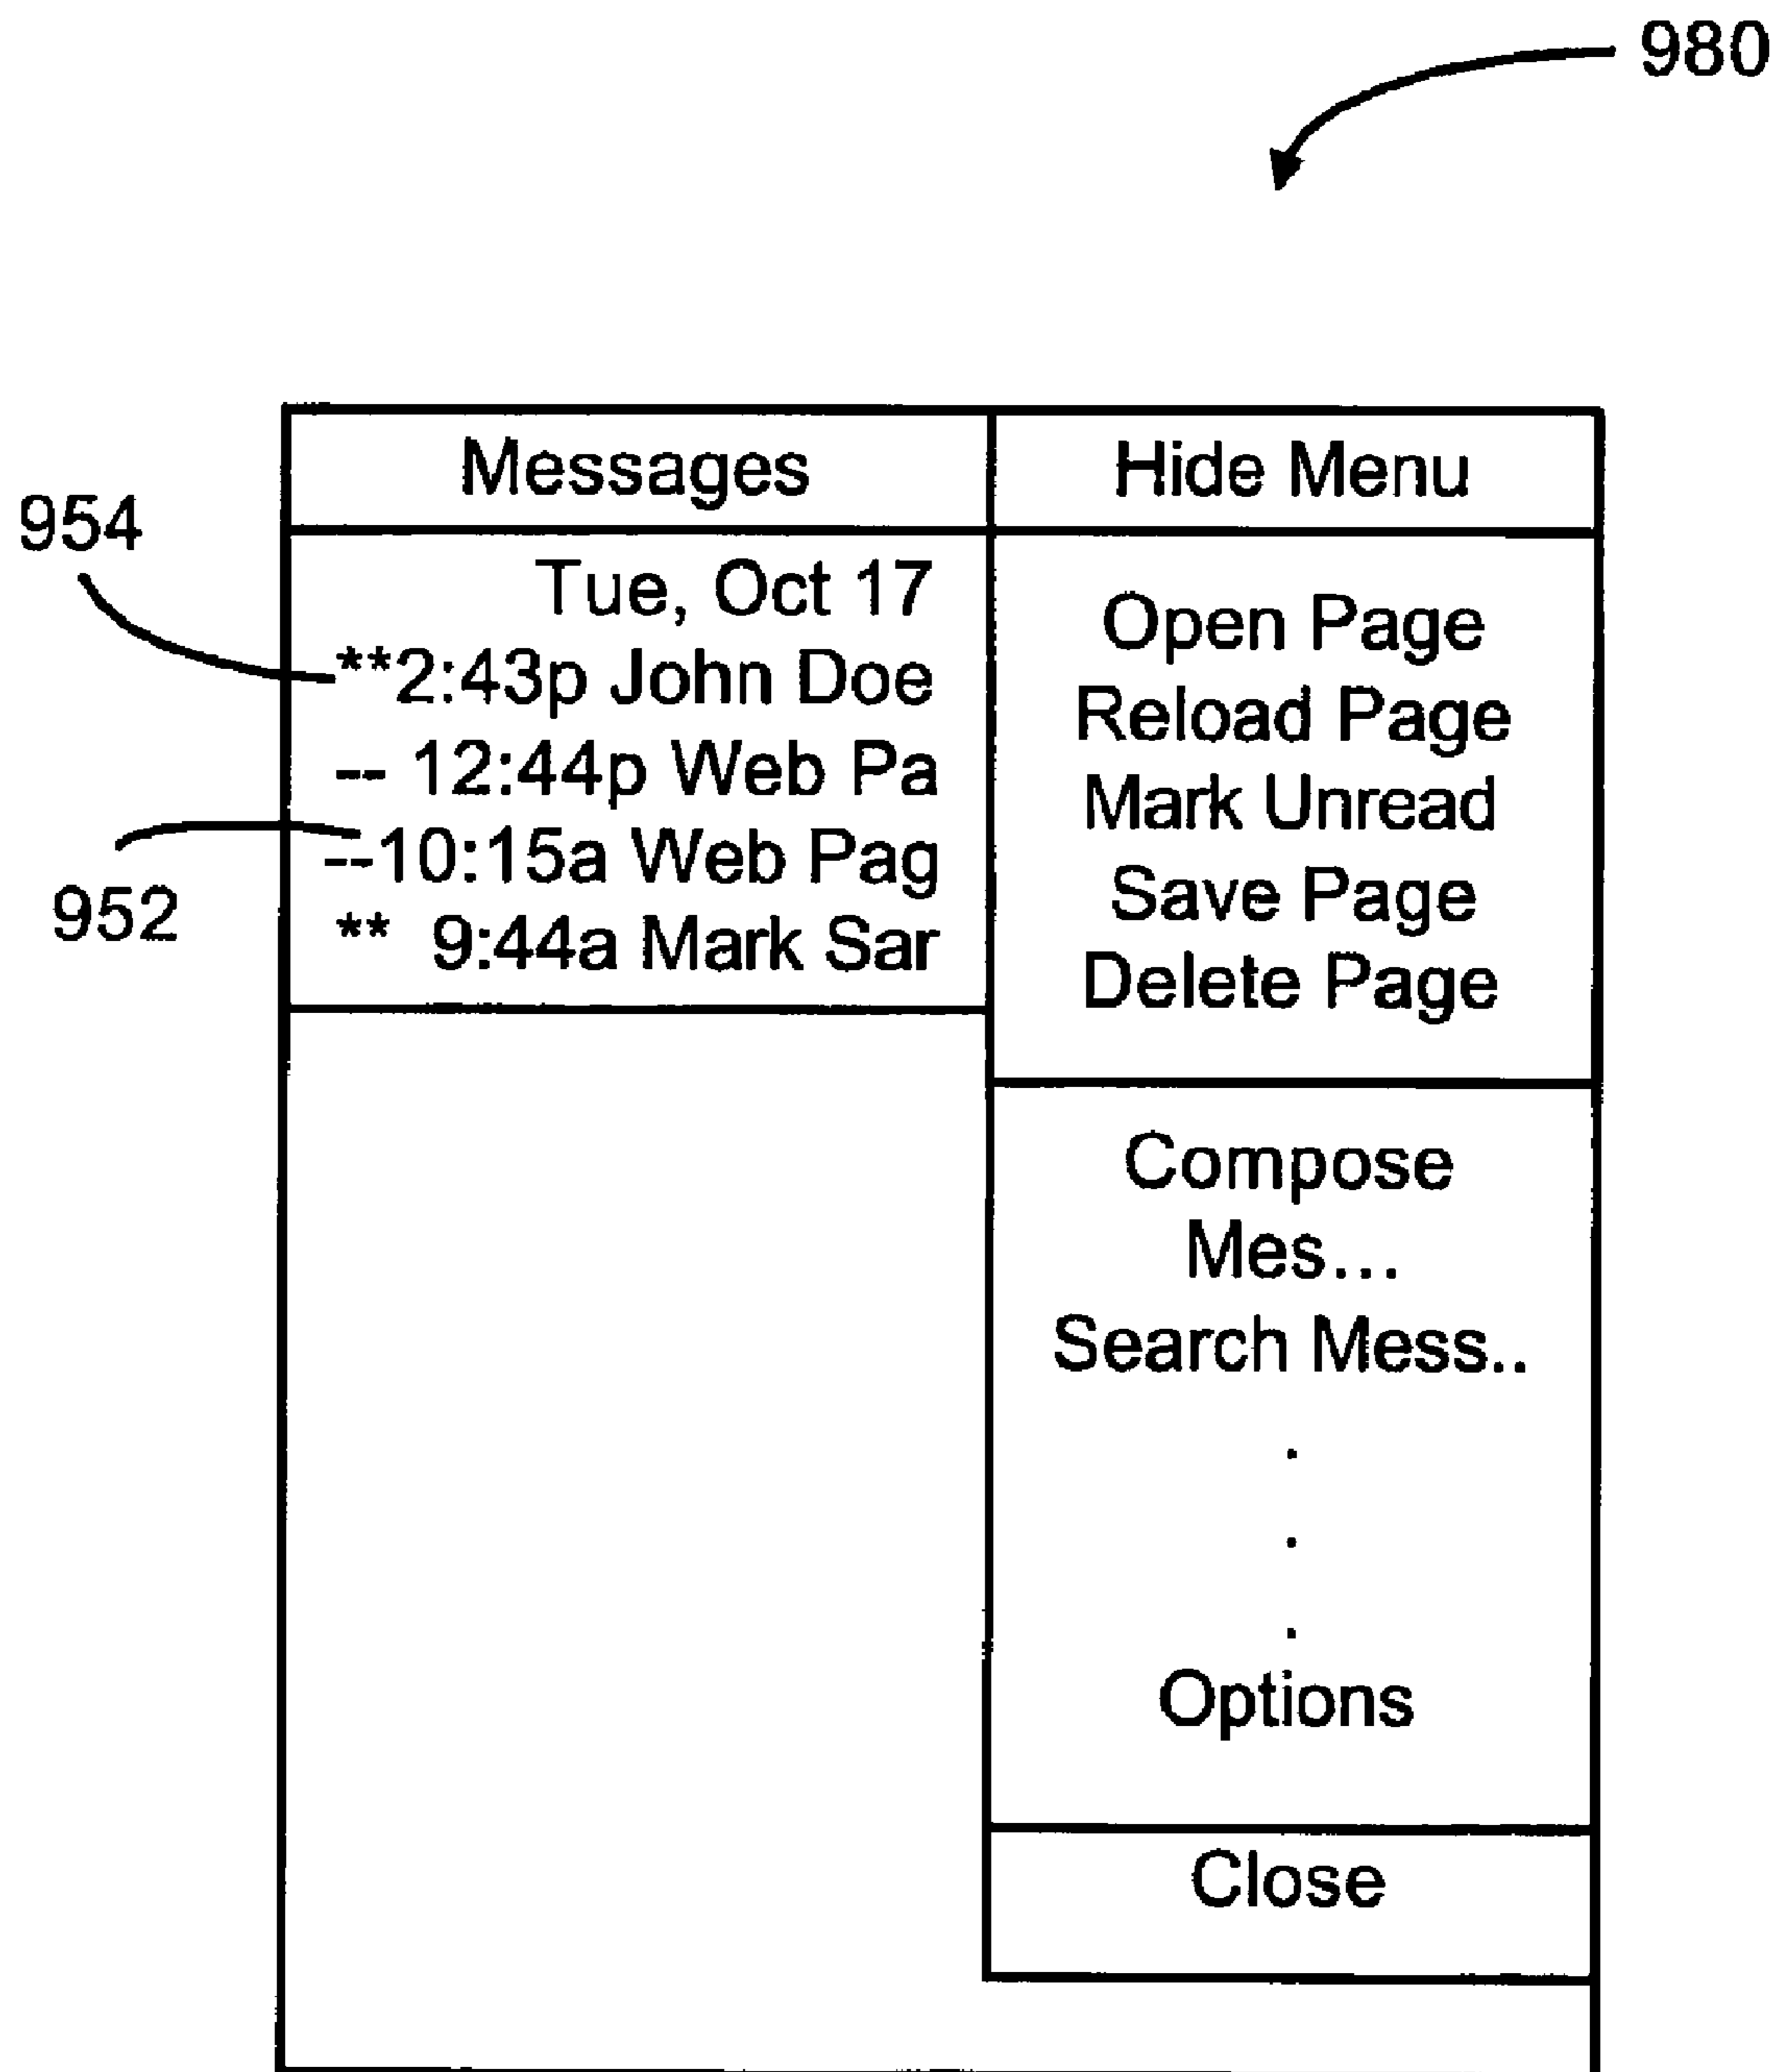 980
Messages
Hide Menu
954
Tue, Oct 17
**2:43p John Doe
-- 12:44p Web Pa
--10:15a Web Pag
952
** 9:44a Mark Sar
Open Page
Reload Page
Mark Unread
Save Page
Delete Page
Compose
Mes...
Search Mess..
.
.
.
Options
Close